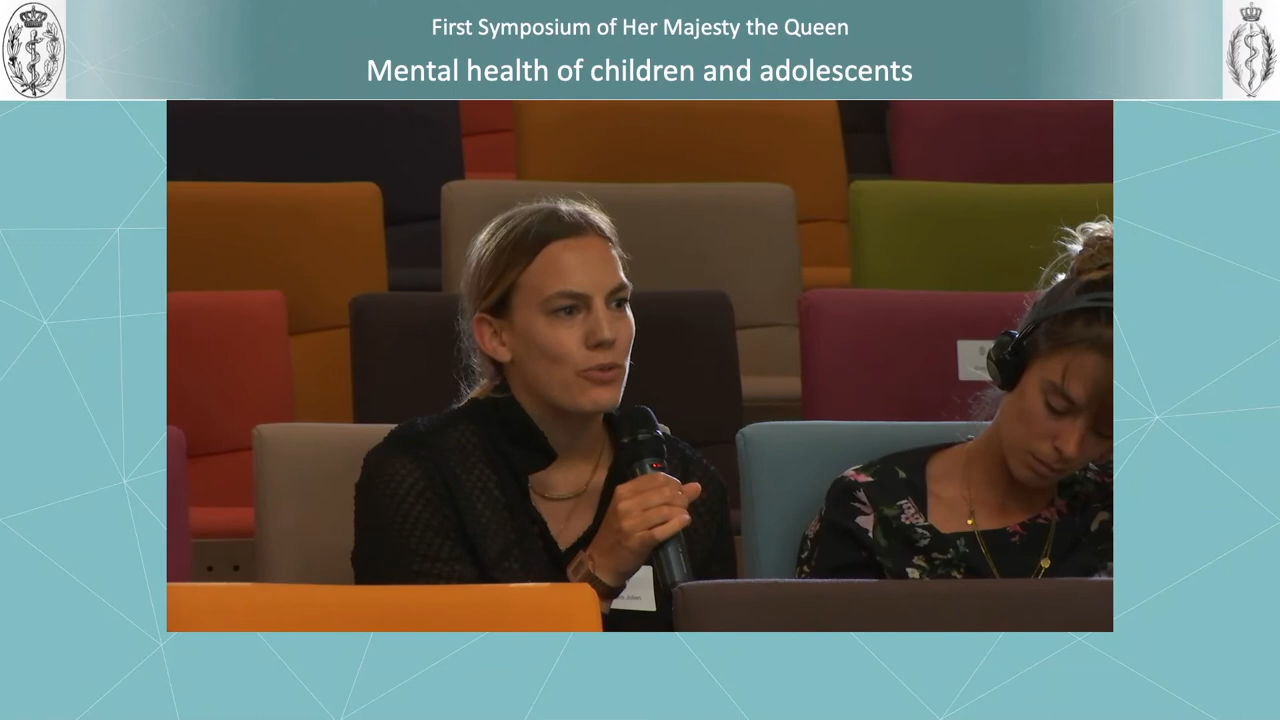 First Symposium of Her Majesty the Queen
Mental health of children and adolescents